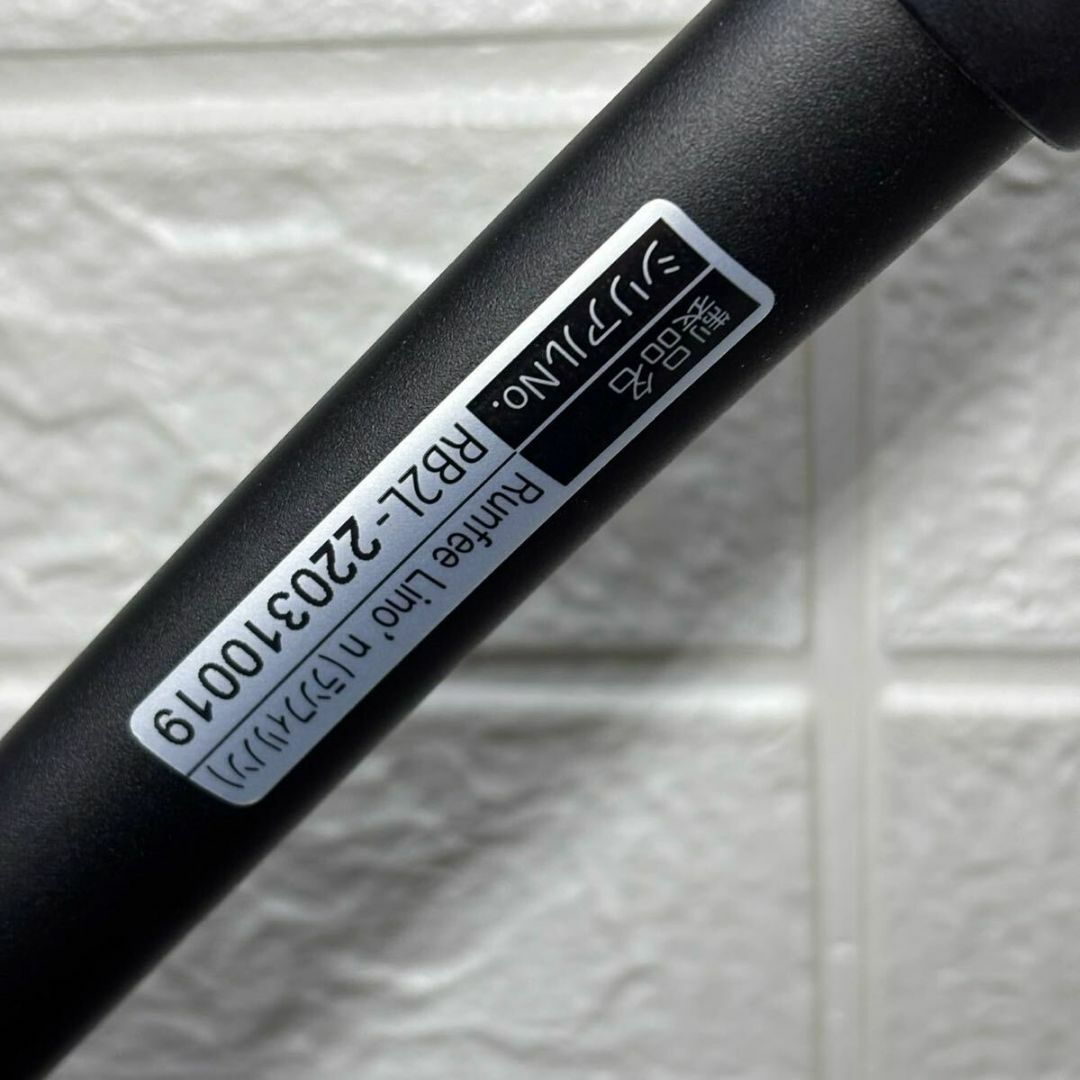 製品名 Runfee Lino'n (ランフィリノン)
シリアルNo. RB2L-220310019